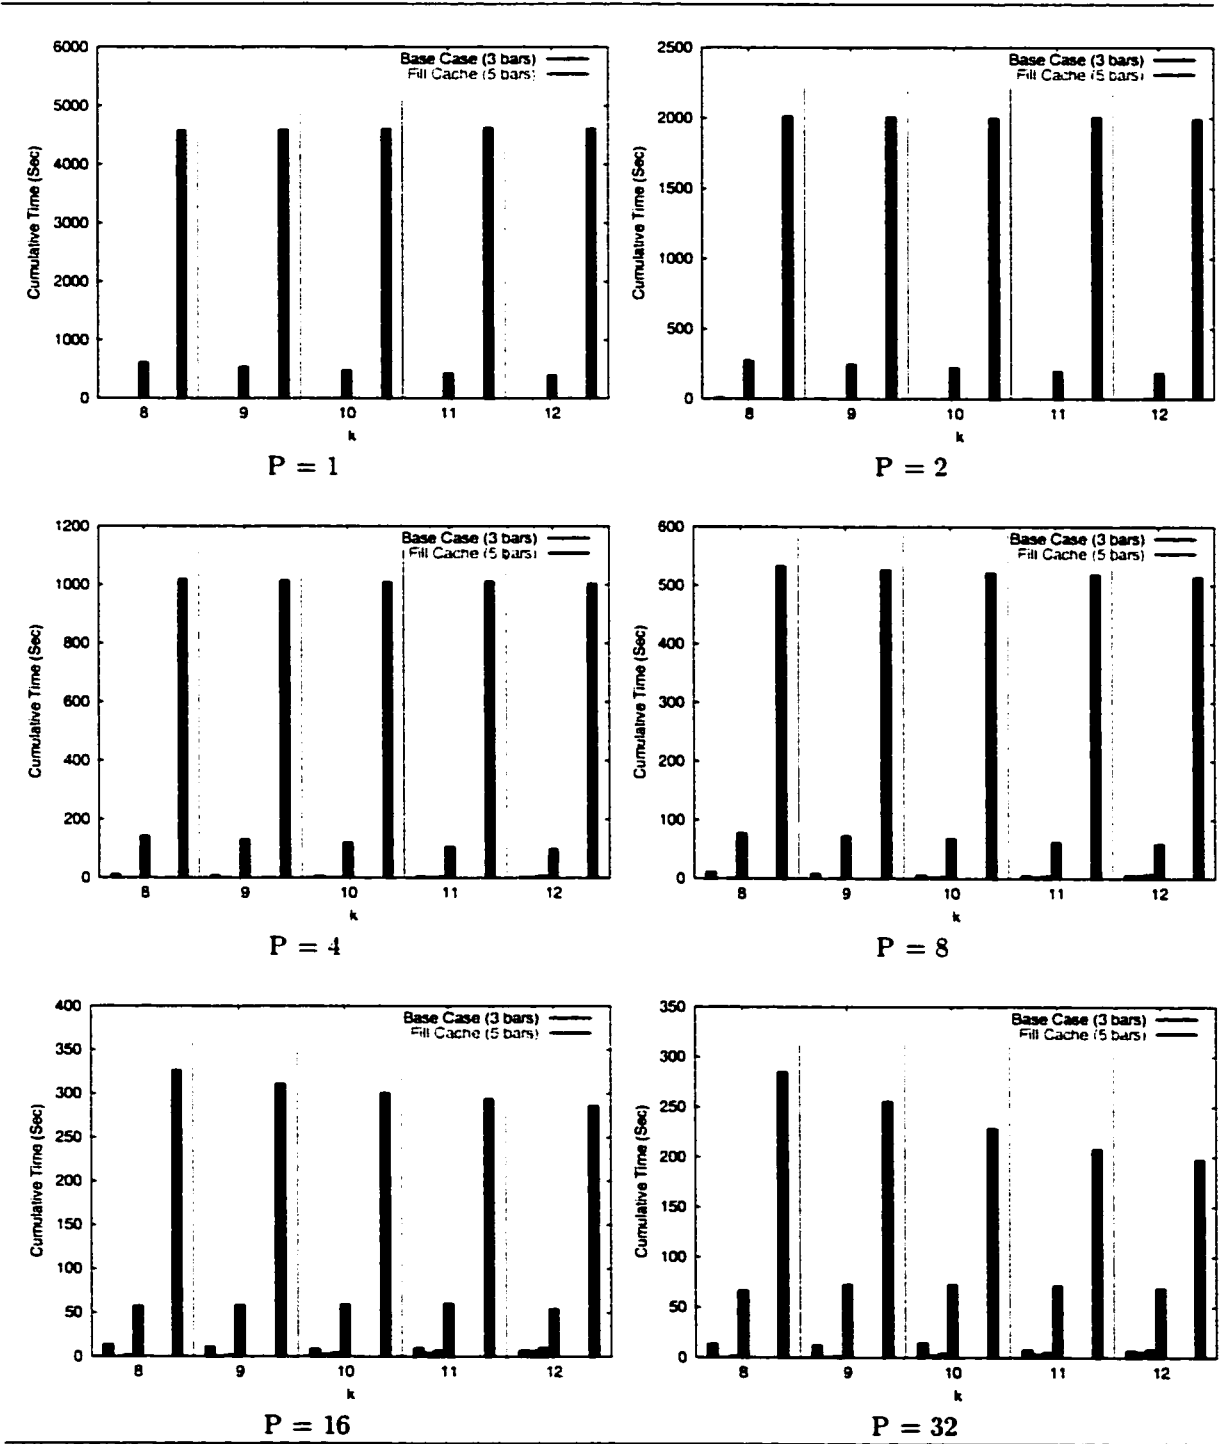 6000
5000
4000
3000
2000
1000
0
Cumulative Time (Sec)
Base Case (3 bars)
Fill Cache (5 bars)
8 9 10 11 12
k
P = 1
2500
2000
1500
1000
500
0
Cumulative Time (Sec)
Base Case (3 bars)
Fill Cache (5 bars)
8 9 10 11 12
k
P = 2
1200
1000
800
600
400
200
0
Cumulative Time (Sec)
Base Case (3 bars)
Fill Cache (5 bars)
8 9 10 11 12
k
P = 4
600
500
400
300
200
100
0
Cumulative Time (Sec)
Base Case (3 bars)
Fill Cache (5 bars)
8 9 10 11 12
k
P = 8
400
350
300
250
200
150
100
50
0
Cumulative Time (Sec)
Base Case (3 bars)
Fill Cache (5 bars)
8 9 10 11 12
k
P = 16
350
300
250
200
150
100
50
0
Cumulative Time (Sec)
Base Case (3 bars)
Fill Cache (5 bars)
8 9 10 11 12
k
P = 32